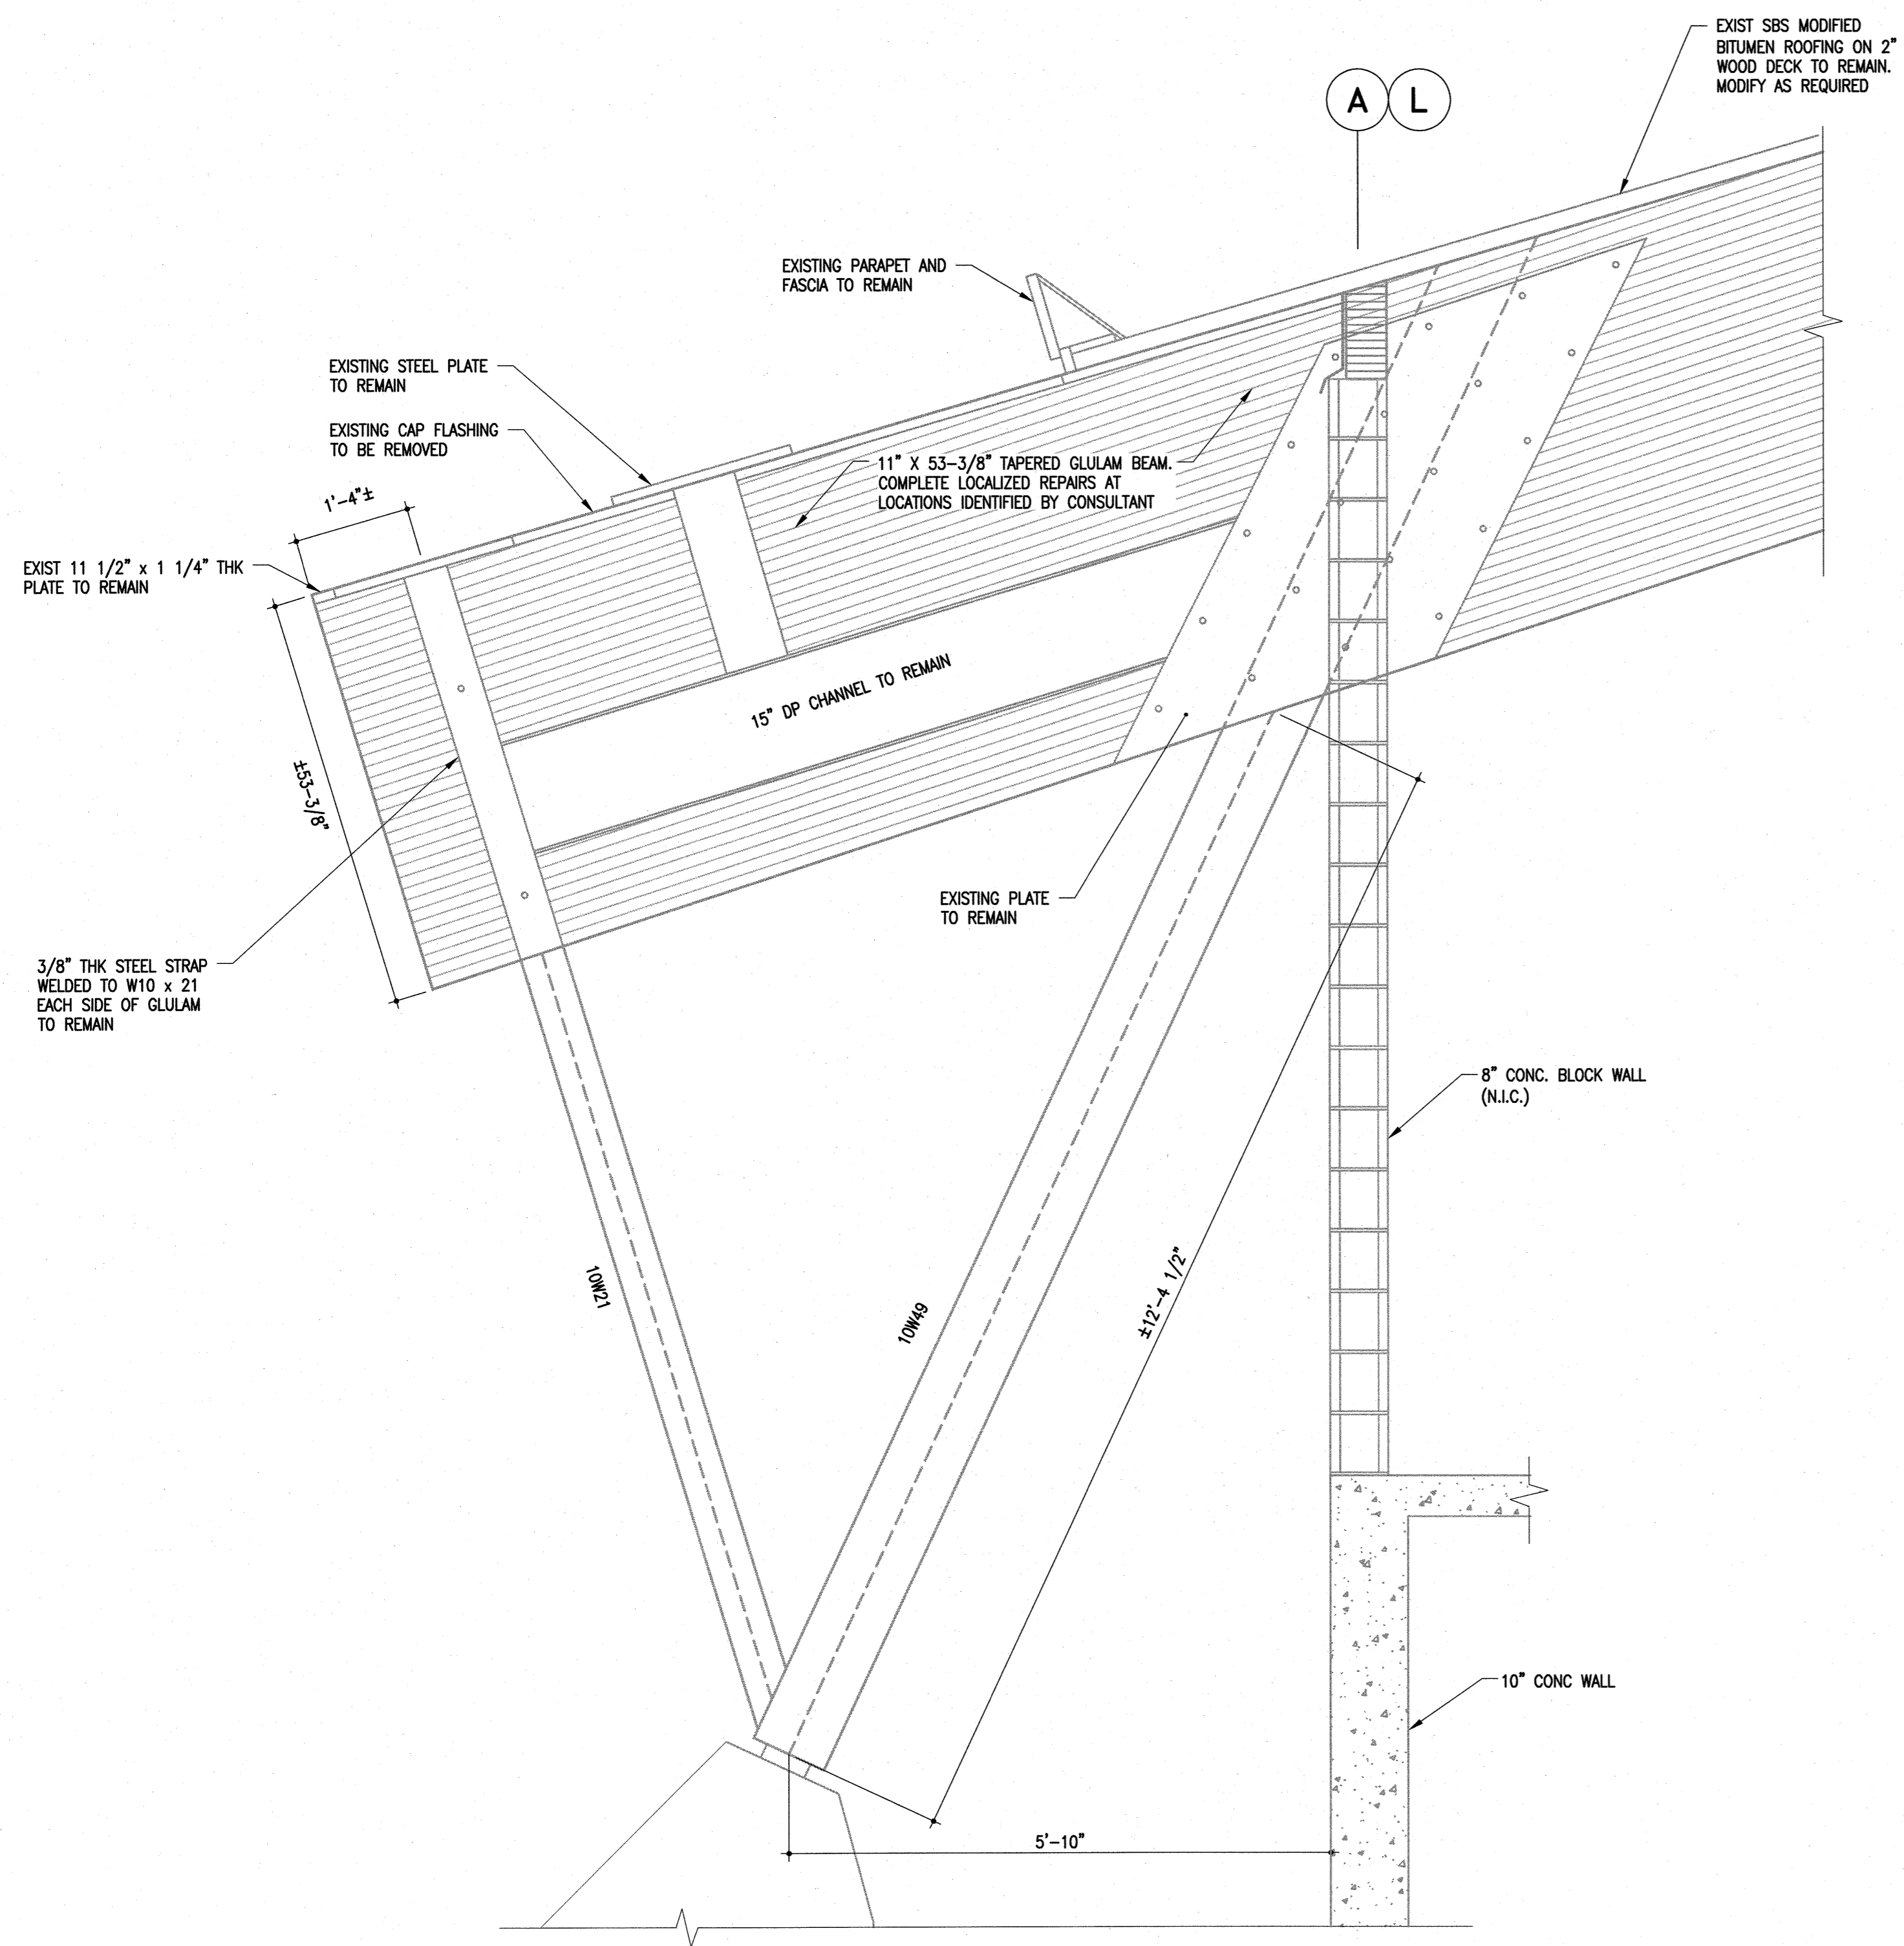 EXIST SBS MODIFIED
BITUMEN ROOFING ON 2"
WOOD DECK TO REMAIN.
MODIFY AS REQUIRED
A L
EXISTING PARAPET AND
FASCIA TO REMAIN
EXISTING STEEL PLATE
TO REMAIN
EXISTING CAP FLASHING
TO BE REMOVED
11" X 53-3/8" TAPERED GLULAM BEAM.
COMPLETE LOCALIZED REPAIRS AT
LOCATIONS IDENTIFIED BY CONSULTANT
1'-4"±
EXIST 11 1/2" x 1 1/4" THK
PLATE TO REMAIN
15" DP CHANNEL TO REMAIN
±53-3/8"
EXISTING PLATE
TO REMAIN
3/8" THK STEEL STRAP
WELDED TO W10 x 21
EACH SIDE OF GLULAM
TO REMAIN
8" CONC. BLOCK WALL
(N.I.C.)
10W21
10W49
±12'-4 1/2"
10" CONC WALL
5'-10"